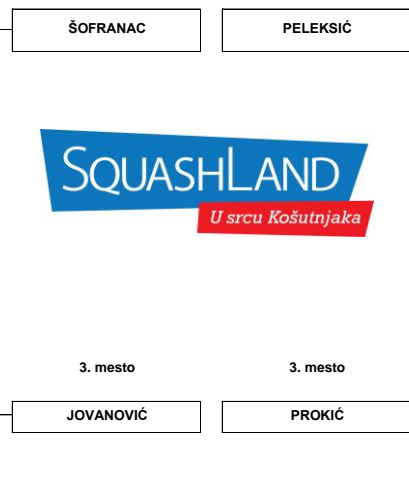 ŠOFRANAC PELEKSIĆ
SQUASHLAND
U srcu Košutnjaka
3. mesto 3. mesto
JOVANOVIĆ PROKIĆ